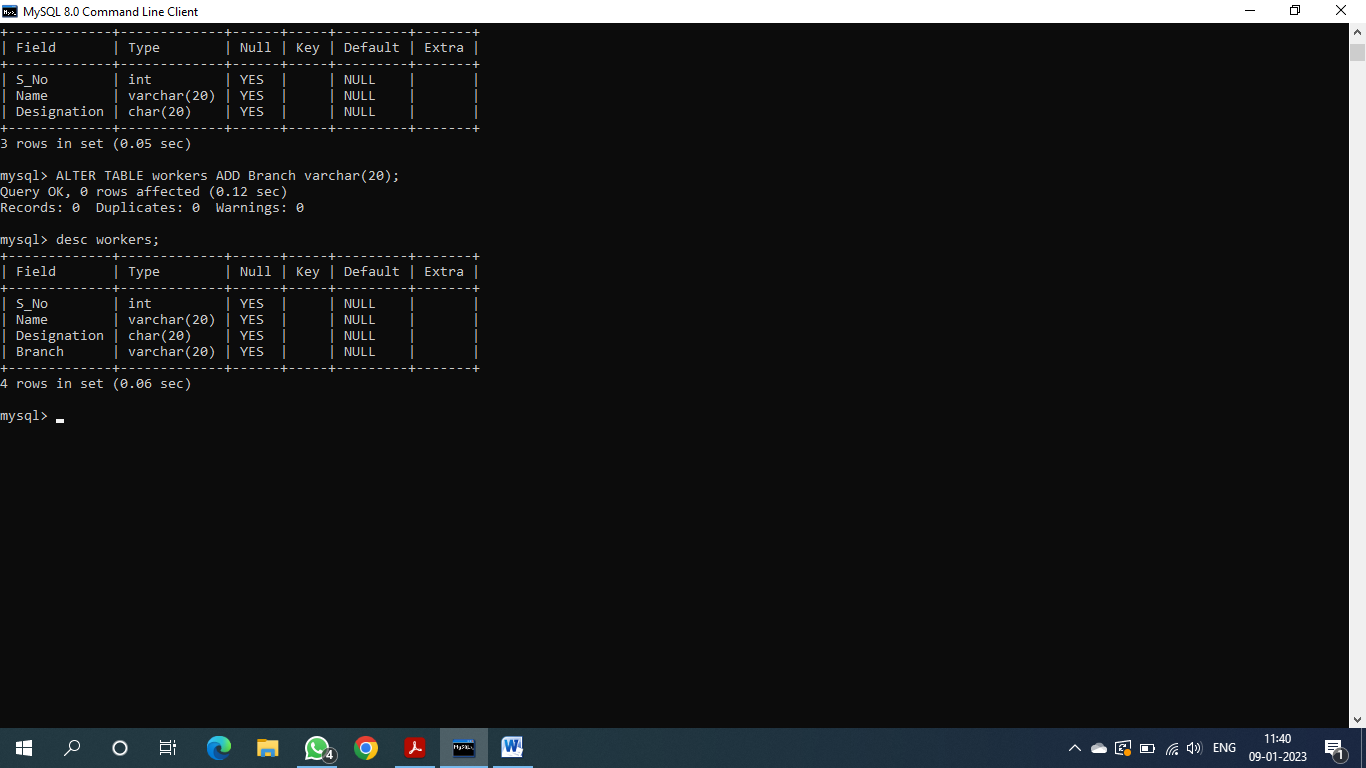 MySQL 8.0 Command Line Client
+-------------+-------------+------+-----+---------+-------+
| Field       | Type        | Null | Key | Default | Extra |
+-------------+-------------+------+-----+---------+-------+
| S_No        | int         | YES  |     | NULL    |       |
| Name        | varchar(20) | YES  |     | NULL    |       |
| Designation | char(20)    | YES  |     | NULL    |       |
+-------------+-------------+------+-----+---------+-------+
3 rows in set (0.05 sec)
mysql> ALTER TABLE workers ADD Branch varchar(20);
Query OK, 0 rows affected (0.12 sec)
Records: 0  Duplicates: 0  Warnings: 0
mysql> desc workers;
+-------------+-------------+------+-----+---------+-------+
| Field       | Type        | Null | Key | Default | Extra |
+-------------+-------------+------+-----+---------+-------+
| S_No        | int         | YES  |     | NULL    |       |
| Name        | varchar(20) | YES  |     | NULL    |       |
| Designation | char(20)    | YES  |     | NULL    |       |
| Branch      | varchar(20) | YES  |     | NULL    |       |
+-------------+-------------+------+-----+---------+-------+
4 rows in set (0.06 sec)
mysql> _
4
MySQL
W
ENG
11:40
09-01-2023
1